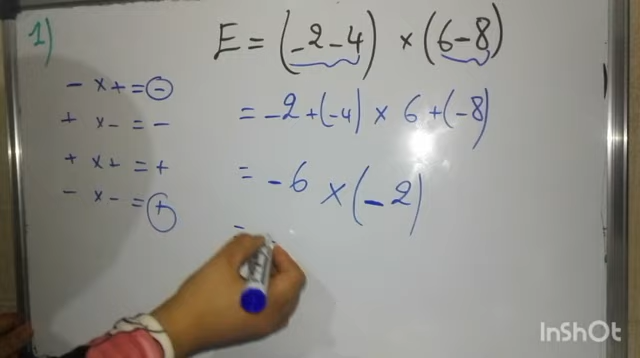 1) E = (-2-4) × (6-8)
- × + = -
+ × - = -
+ × + = +
- × - = +
= -2+(-4) × 6+(-8)
= -6 × (-2)
=
InShOt